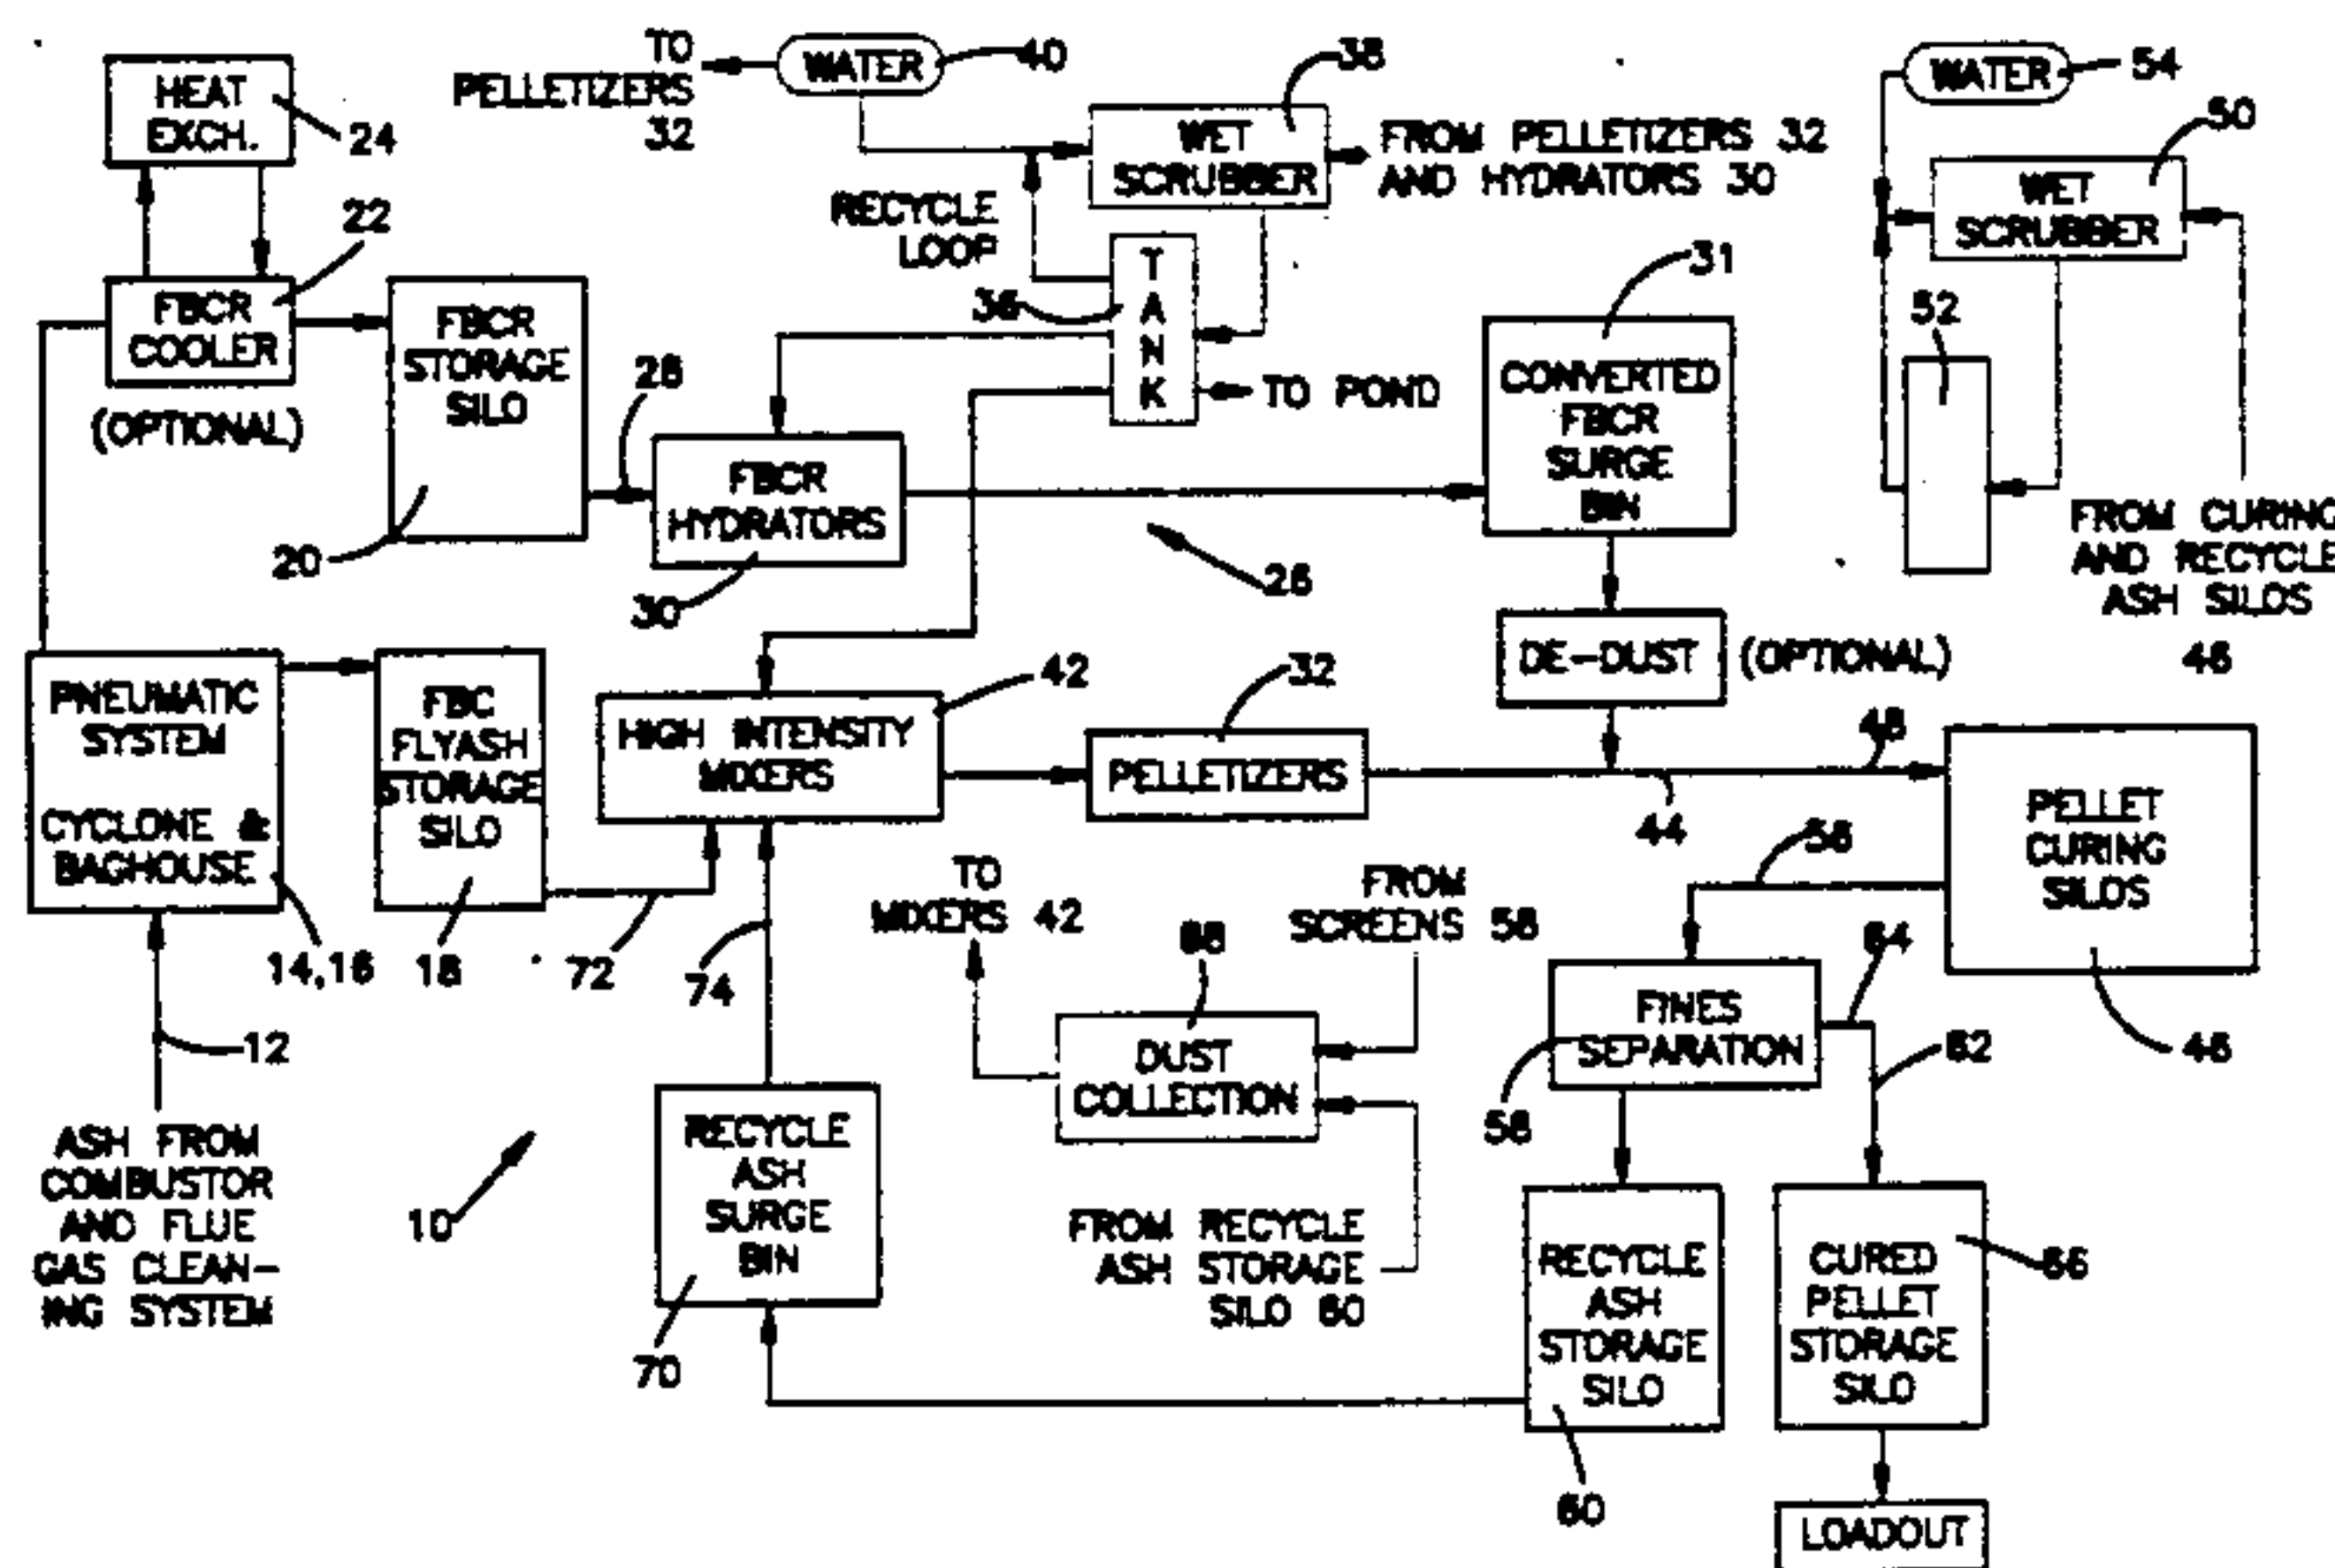 TO
PELLETIZERS
32
WATER
40
HEAT
EXCH.
24
38
WET
SCRUBBER
FROM PELLETIZERS 32
AND HYDRATORS 30
WATER
54
50
WET
SCRUBBER
RECYCLE
LOOP
22
FBCR
COOLER
(OPTIONAL)
FBCR
STORAGE
SILO
20
28
36
T
A
N
K
TO POND
31
CONVERTED
FBCR
SURGE
BIN
52
FROM CURING
AND RECYCLE
ASH SILOS
46
FBCR
HYDRATORS
30
26
DE-DUST
(OPTIONAL)
PNEUMATIC
SYSTEM
CYCLONE &
BAGHOUSE
14,16
FBC
FLYASH
STORAGE
SILO
18
HIGH INTENSITY
MIXERS
42
32
PELLETIZERS
44
48
PELLET
CURING
SILOS
46
56
72
74
TO
MIXERS 42
FROM
SCREENS 58
68
DUST
COLLECTION
FINES
SEPARATION
58
64
62
12
ASH FROM
COMBUSTOR
AND FLUE
GAS CLEAN-
ING SYSTEM
10
RECYCLE
ASH
SURGE
BIN
70
FROM RECYCLE
ASH STORAGE
SILO 60
RECYCLE
ASH
STORAGE
SILO
60
CURED
PELLET
STORAGE
SILO
66
LOADOUT